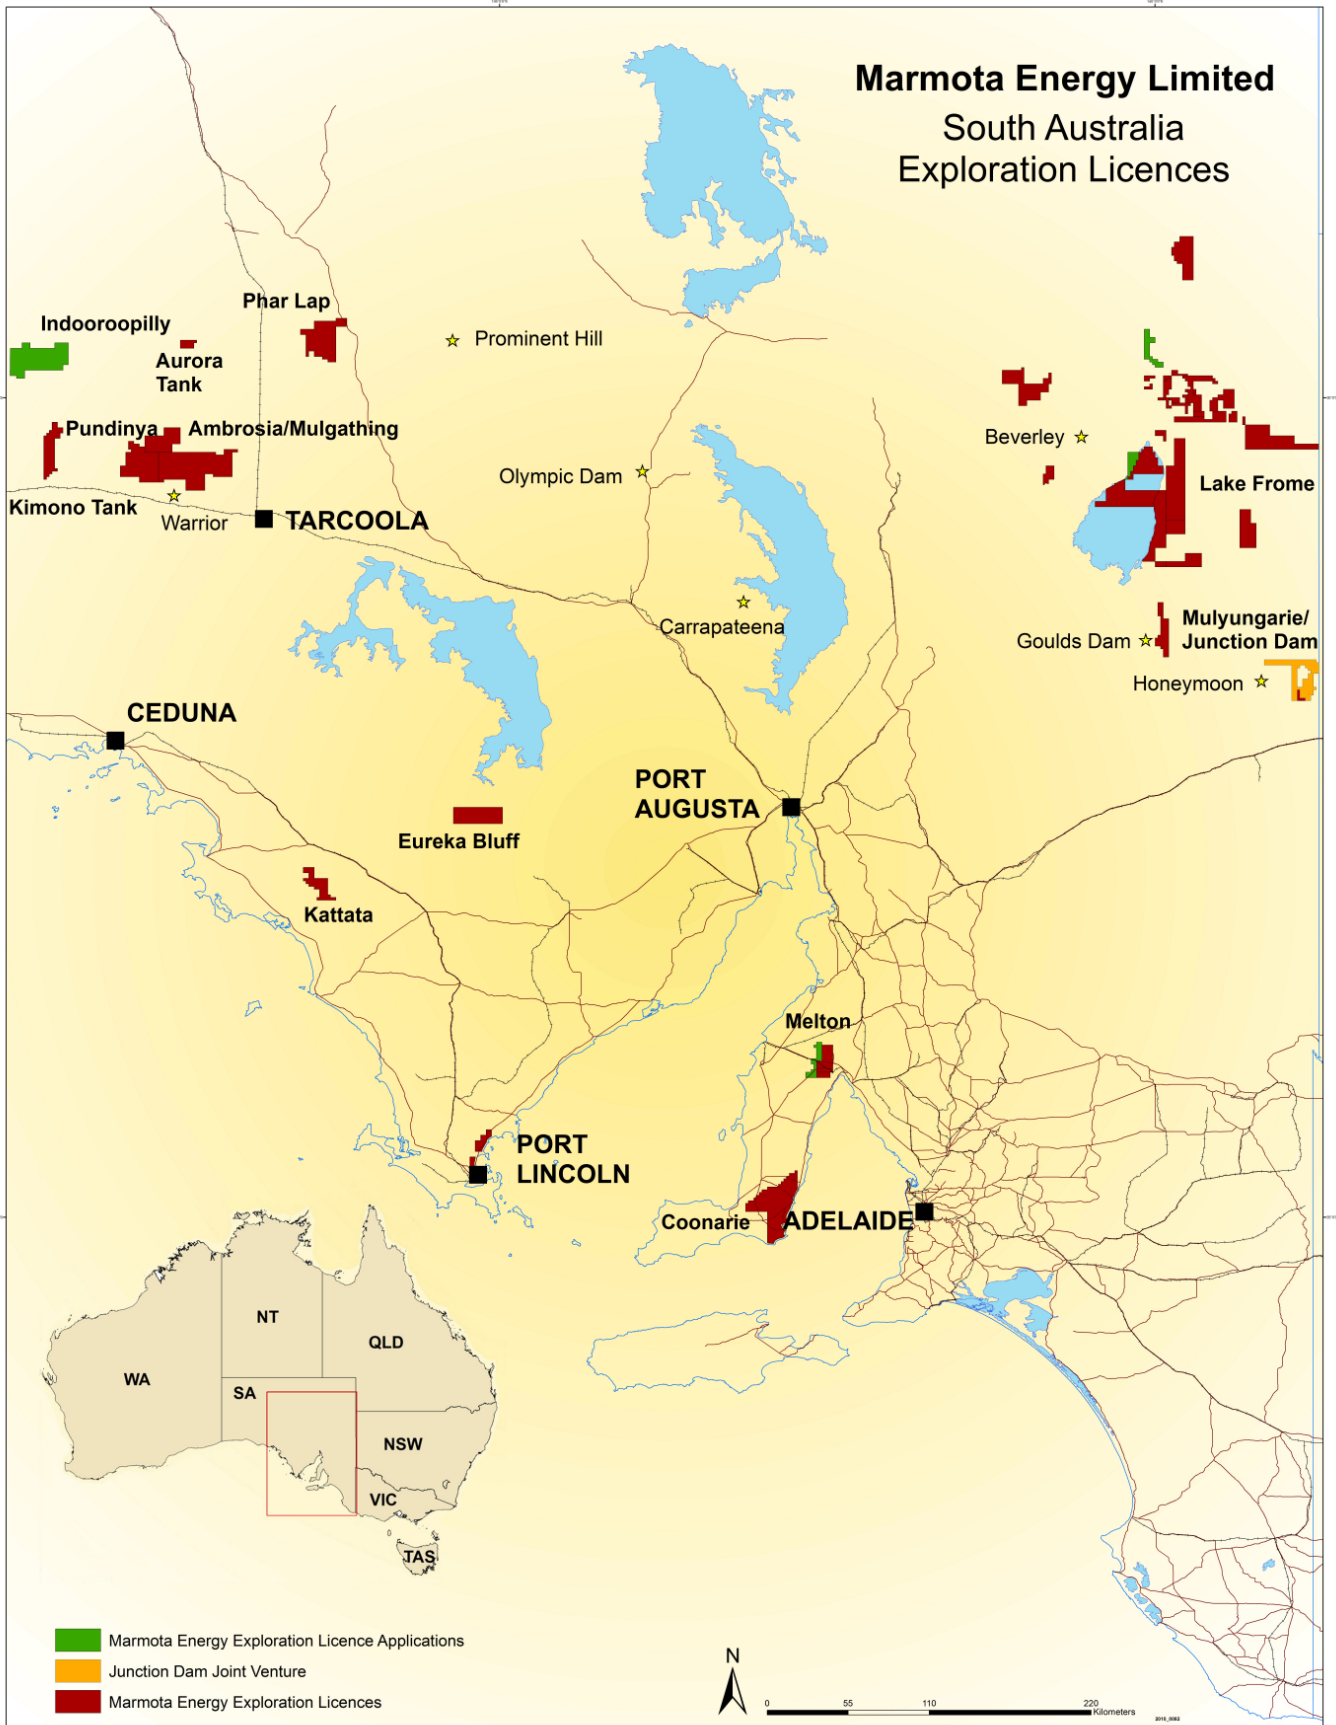 Marmota Energy Limited
South Australia
Exploration Licences
Phar Lap
Indooroopilly
Prominent Hill
Aurora
Tank
Pundinya
Ambrosia/Mulgathing
Beverley
Olympic Dam
Lake Frome
Kimono Tank
Warrior
TARCOOLA
Carrapateena
Mulyungarie/
Junction Dam
Goulds Dam
Honeymoon
CEDUNA
PORT
AUGUSTA
Eureka Bluff
Kattata
Melton
PORT
LINCOLN
Coonarie
ADELAIDE
NT
QLD
WA
SA
NSW
VIC
TAS
Marmota Energy Exploration Licence Applications
Junction Dam Joint Venture
Marmota Energy Exploration Licences
N
0 55 110 220
Kilometers